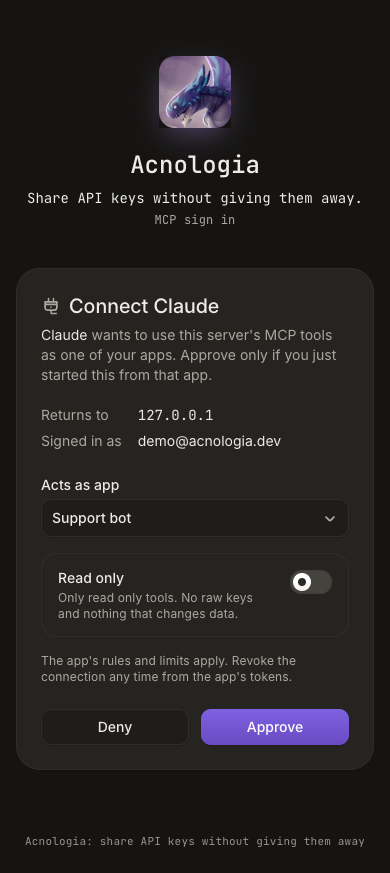 Acnologia
Share API keys without giving them away.
MCP sign in
Connect Claude
Claude wants to use this server's MCP tools
as one of your apps. Approve only if you just
started this from that app.
Returns to 127.0.0.1
Signed in as demo@acnologia.dev
Acts as app
Support bot
Read only
Only read only tools. No raw keys
and nothing that changes data.
The app's rules and limits apply. Revoke the
connection any time from the app's tokens.
Deny Approve
Acnologia: share API keys without giving them away